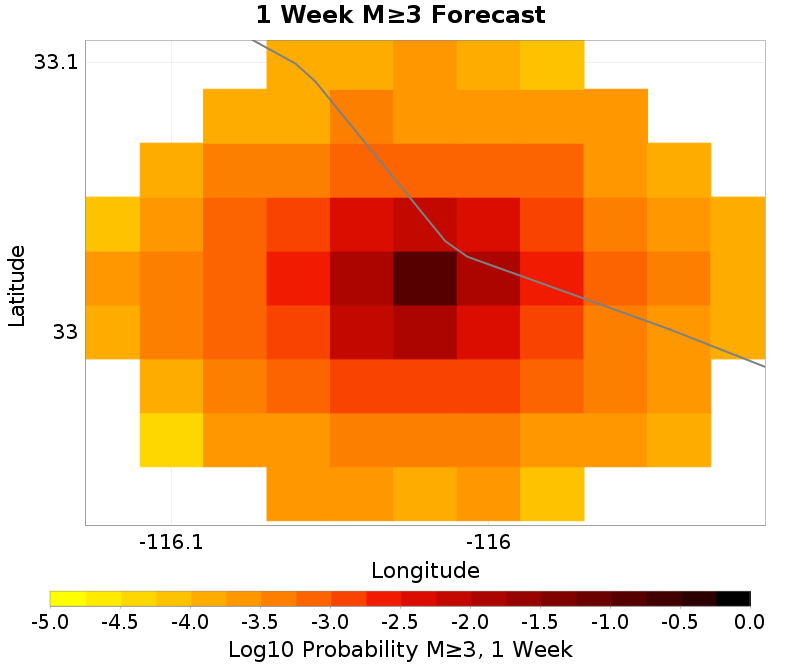 1 Week M≥3 Forecast
33.1
33
Latitude
-116.1 -116
Longitude
-5.0 -4.5 -4.0 -3.5 -3.0 -2.5 -2.0 -1.5 -1.0 -0.5 0.0
Log10 Probability M≥3, 1 Week